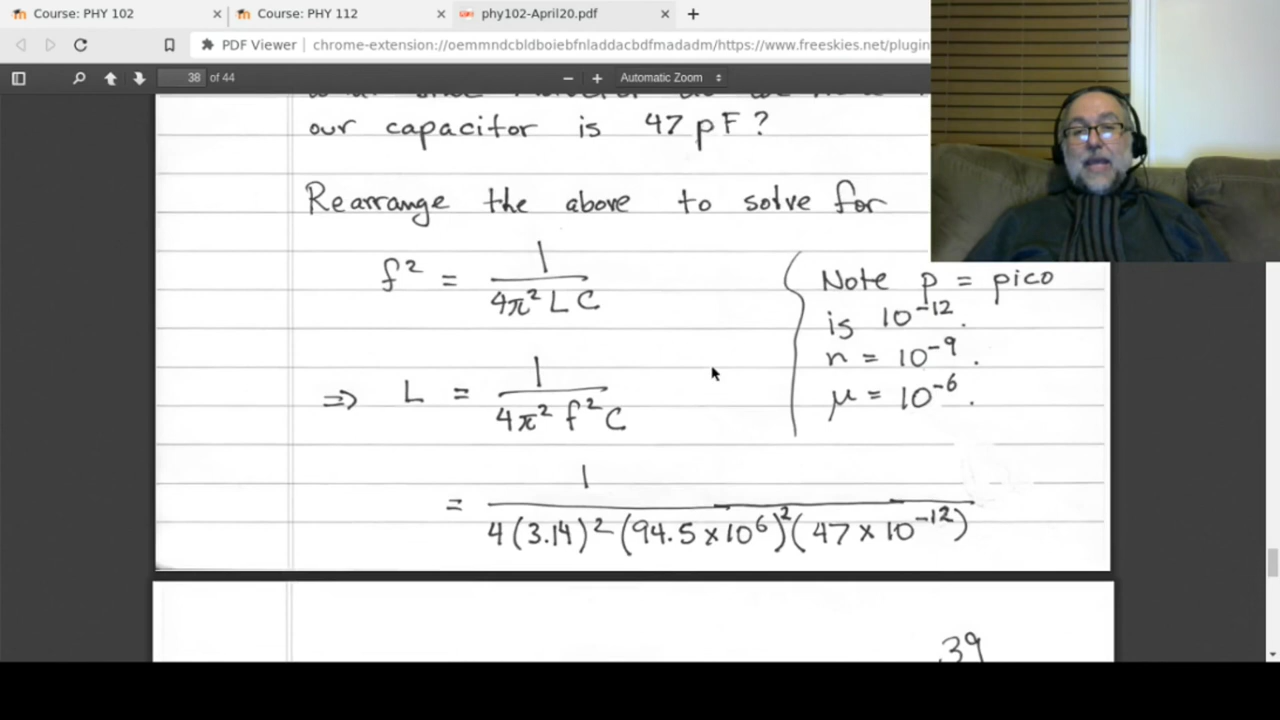 Course: PHY 102
Course: PHY 112
phy102-April20.pdf
PDF Viewer
chrome-extension://oemmndcbldboiebfnladdacbdfmadadm/https://www.freeskies.net/plugin
38 of 44
Automatic Zoom
our capacitor is 47 pF?
Rearrange the above to solve for
f² = 1 / 4π² L C
Note p = pico
is 10⁻¹².
n = 10⁻⁹.
μ = 10⁻⁶.
⇒ L = 1 / 4π² f² C
= 1 / 4(3.14)² (94.5 x 10⁶)² (47 x 10⁻¹²)
39